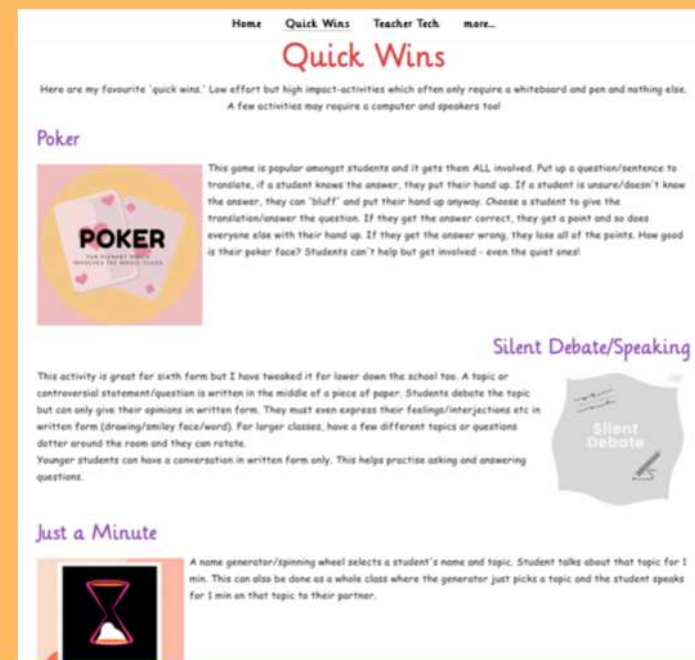 Home Quick Wins Teacher Tech more...
Quick Wins
Here are my favourite 'quick wins.' Low effort but high impact-activities which often only require a whiteboard and pen and nothing else.
A few activities may require a computer and speakers too!
Poker
This game is popular amongst students and it gets them ALL involved. Put up a question/sentence to
translate, if a student knows the answer, they put their hand up. If a student is unsure/doesn't know
the answer, they can 'bluff' and put their hand up anyway. Choose a student to give the
translation/answer the question. If they get the answer correct, they get a point and so does
everyone else with their hand up. If they get the answer wrong, they lose all of the points. How good
is their poker face? Students can't help but get involved - even the quiet ones!
POKER
FUN PLENARY WHICH
INVOLVES THE WHOLE CLASS
Silent Debate/Speaking
This activity is great for sixth form but I have tweaked it for lower down the school too. A topic or
controversial statement/question is written in the middle of a piece of paper. Students debate the topic
but can only give their opinions in written form. They must even express their feelings/interjections etc in
written form (drawing/smiley face/word). For larger classes, have a few different topics or questions
dotter around the room and they can rotate.
Younger students can have a conversation in written form only. This helps practise asking and answering
questions.
Silent
Debate
Just a Minute
A name generator/spinning wheel selects a student's name and topic. Student talks about that topic for 1
min. This can also be done as a whole class where the generator just picks a topic and the student speaks
for 1 min on that topic to their partner.